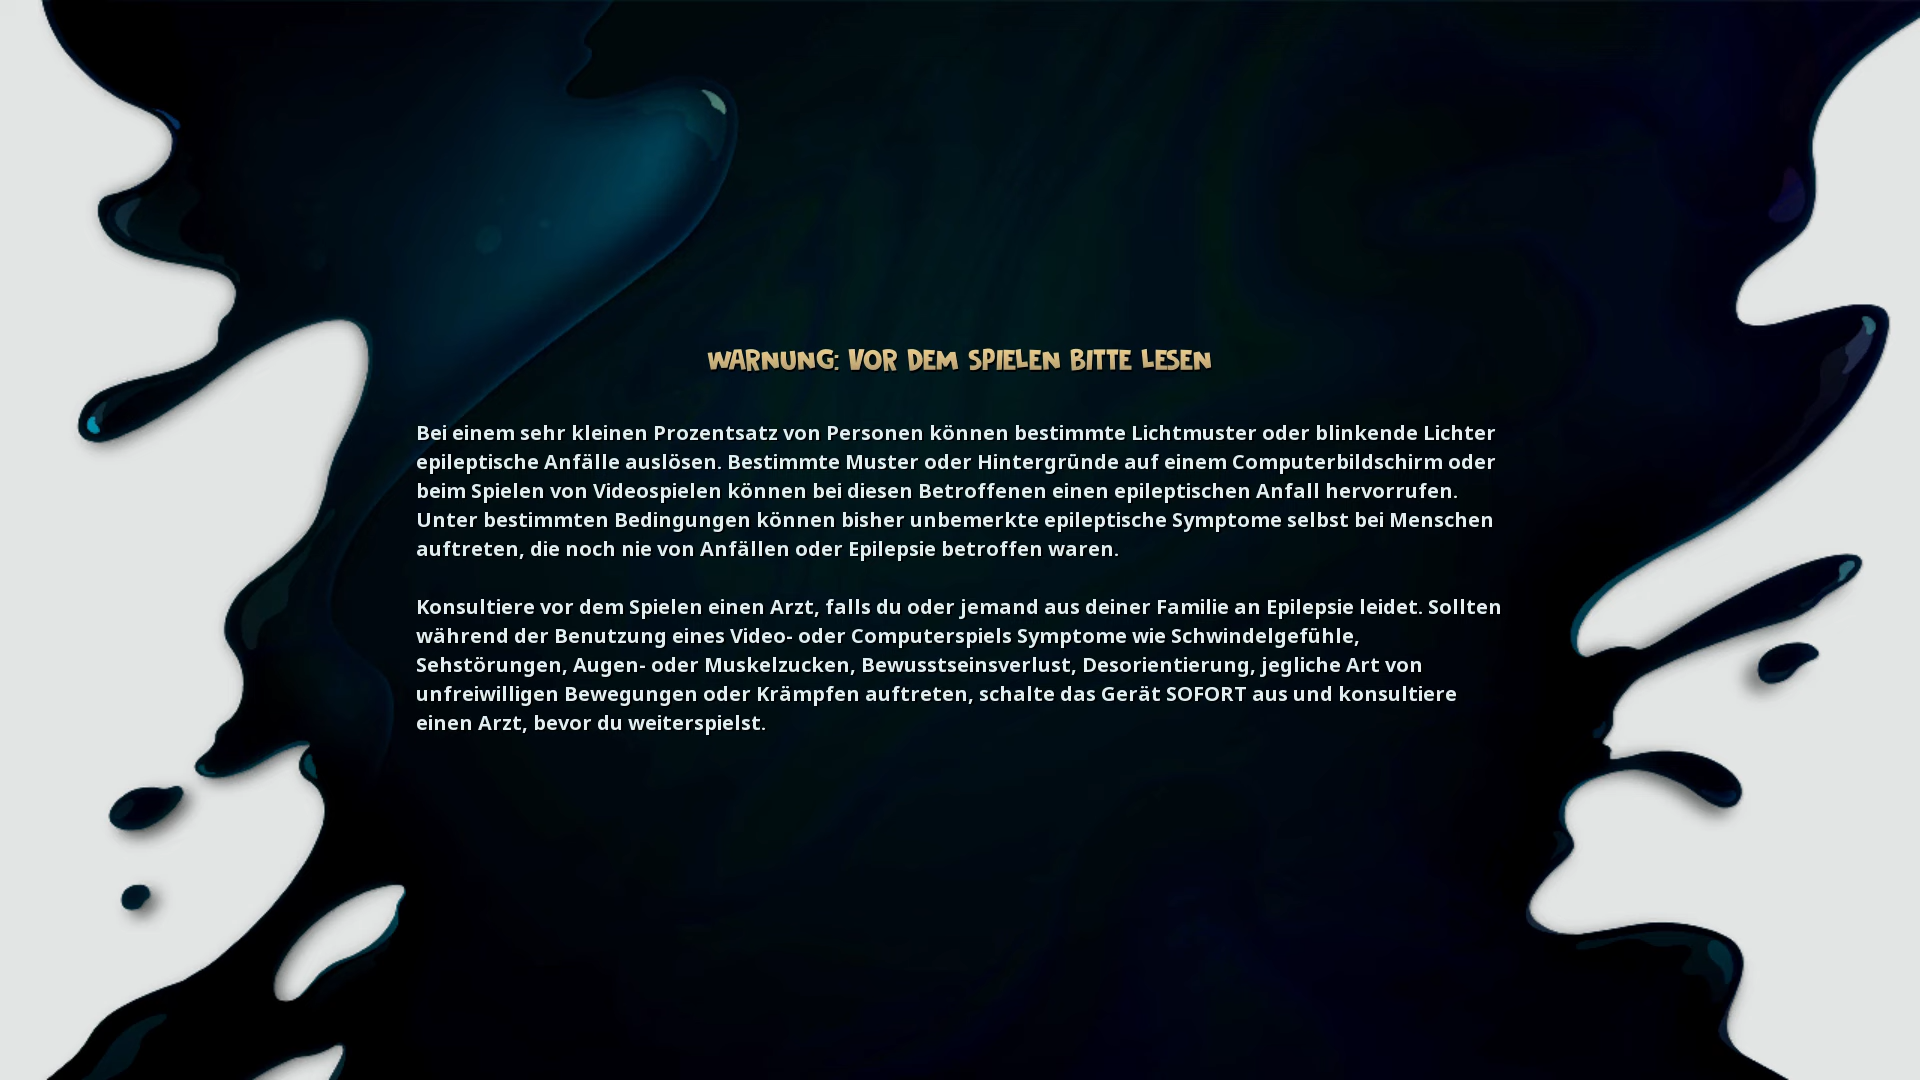 WARNUNG: VOR DEM SPIELEN BITTE LESEN
Bei einem sehr kleinen Prozentsatz von Personen können bestimmte Lichtmuster oder blinkende Lichter
epileptische Anfälle auslösen. Bestimmte Muster oder Hintergründe auf einem Computerbildschirm oder
beim Spielen von Videospielen können bei diesen Betroffenen einen epileptischen Anfall hervorrufen.
Unter bestimmten Bedingungen können bisher unbemerkte epileptische Symptome selbst bei Menschen
auftreten, die noch nie von Anfällen oder Epilepsie betroffen waren.
Konsultiere vor dem Spielen einen Arzt, falls du oder jemand aus deiner Familie an Epilepsie leidet. Sollten
während der Benutzung eines Video- oder Computerspiels Symptome wie Schwindelgefühle,
Sehstörungen, Augen- oder Muskelzucken, Bewusstseinsverlust, Desorientierung, jegliche Art von
unfreiwilligen Bewegungen oder Krämpfen auftreten, schalte das Gerät SOFORT aus und konsultiere
einen Arzt, bevor du weiterspielst.